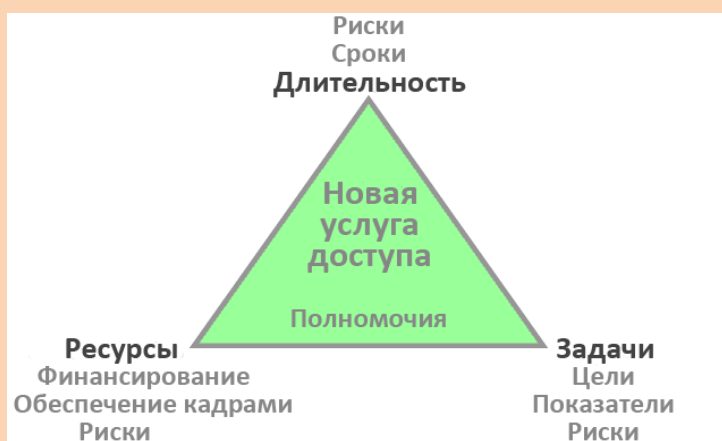 Риски
Сроки
Длительность
Новая
услуга
доступа
Полномочия
Ресурсы
Финансирование
Обеспечение кадрами
Риски
Задачи
Цели
Показатели
Риски